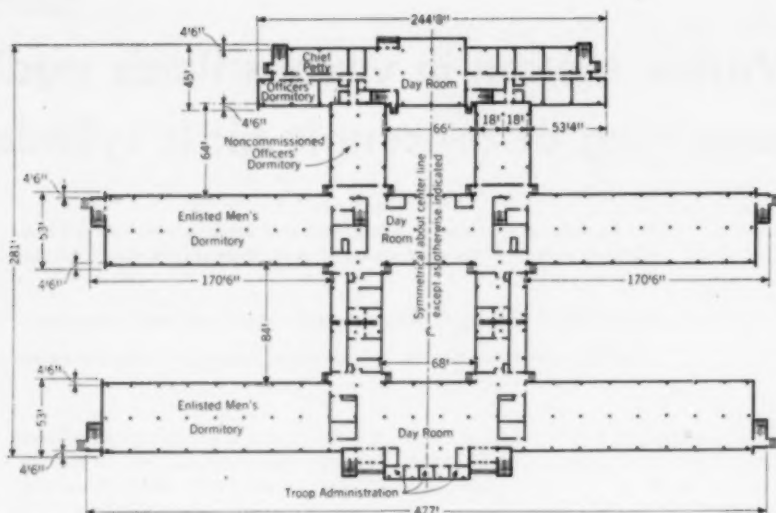 244'8"
4'6"
45'
4'6"
Chief
Petty
Officers'
Dormitory
Day Room
66'
18'
18'
53'4"
64'
Noncommissioned
Officers'
Dormitory
4'6"
53'
4'6"
281'
Enlisted Men's
Dormitory
Day
Room
170'6"
170'6"
Symmetrical about center line
except as otherwise indicated
84'
68'
4'6"
53'
4'6"
Enlisted Men's
Dormitory
Day Room
Troop Administration
477'